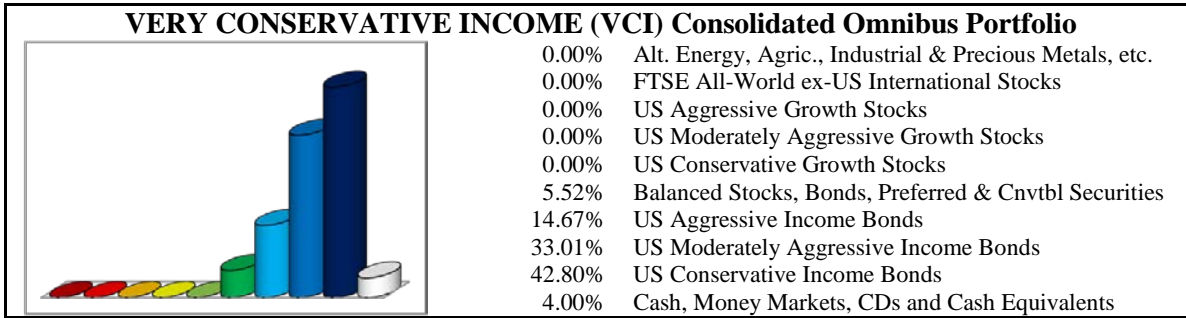 VERY CONSERVATIVE INCOME (VCI) Consolidated Omnibus Portfolio
0.00% Alt. Energy, Agric., Industrial & Precious Metals, etc.
0.00% FTSE All-World ex-US International Stocks
0.00% US Aggressive Growth Stocks
0.00% US Moderately Aggressive Growth Stocks
0.00% US Conservative Growth Stocks
5.52% Balanced Stocks, Bonds, Preferred & Cnvtbl Securities
14.67% US Aggressive Income Bonds
33.01% US Moderately Aggressive Income Bonds
42.80% US Conservative Income Bonds
4.00% Cash, Money Markets, CDs and Cash Equivalents